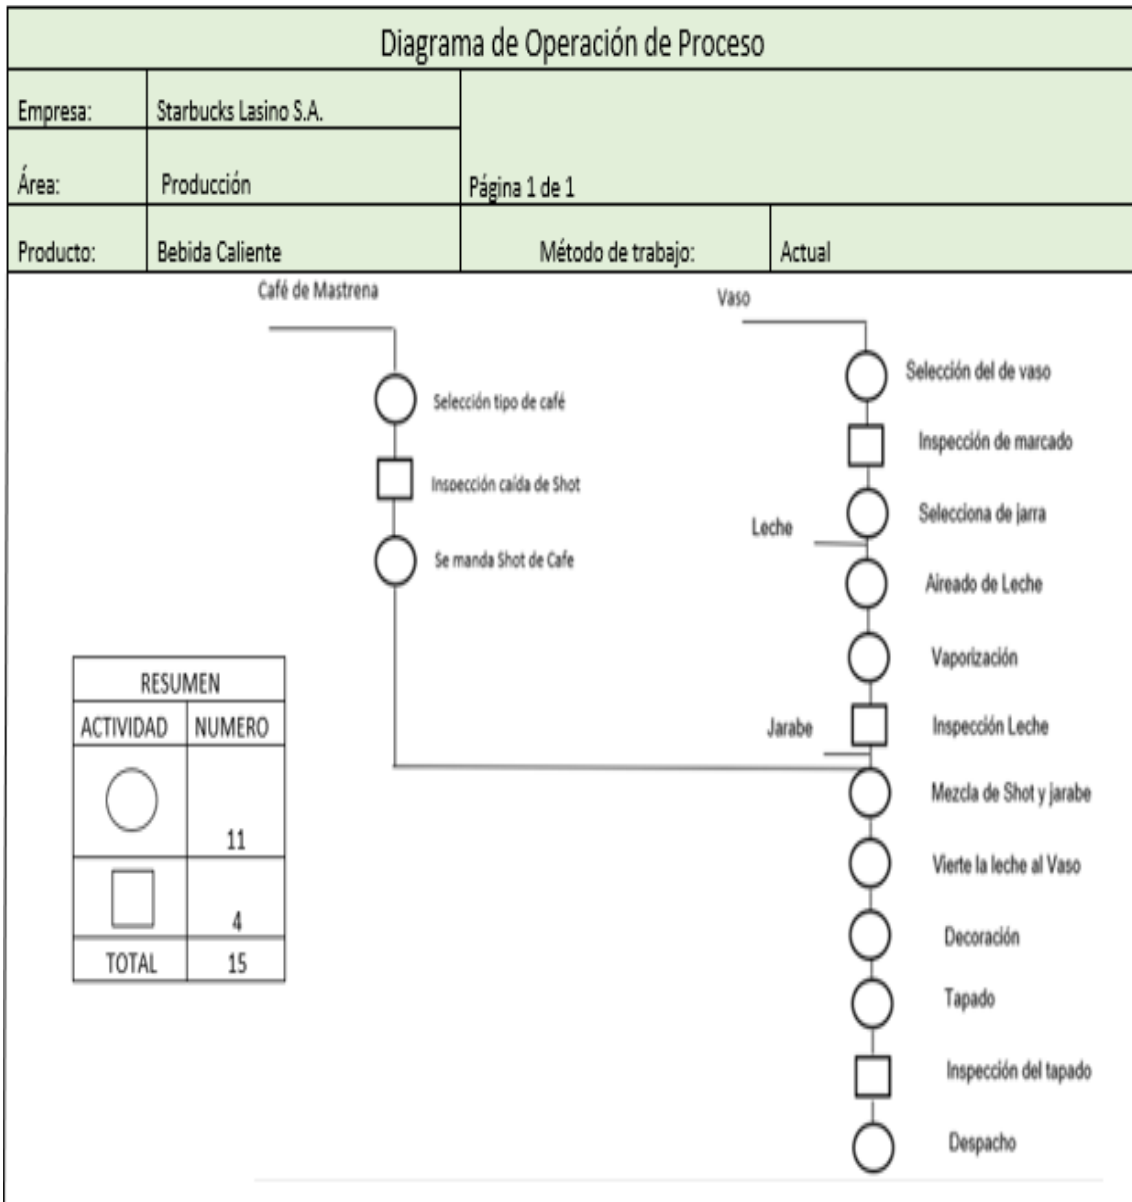 Diagrama de Operación de Proceso
Empresa:
Starbucks Lasino S.A.
Área:
Producción
Página 1 de 1
Producto:
Bebida Caliente
Método de trabajo:
Actual
Café de Mastrena
Selección tipo de café
Insoección caída de Shot
Se manda Shot de Cafe
Vaso
Selección del de vaso
Inspección de marcado
Selecciona de jarra
Leche
Aireado de Leche
Vaporización
Inspección Leche
Jarabe
Mezcla de Shot y jarabe
Vierte la leche al Vaso
Decoración
Tapado
Inspección del tapado
Despacho
RESUMEN
ACTIVIDAD NUMERO
11
4
TOTAL 15